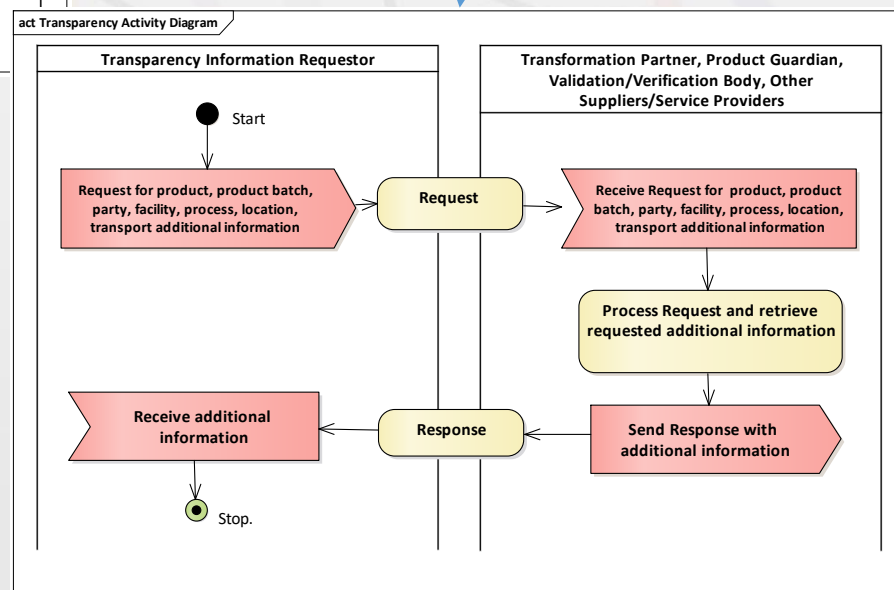 act Transparency Activity Diagram
Transparency Information Requestor
Transformation Partner, Product Guardian,
Validation/Verification Body, Other
Suppliers/Service Providers
Start
Request for product, product batch,
party, facility, process, location,
transport additional information
Request
Receive Request for product, product
batch, party, facility, process, location,
transport additional information
Process Request and retrieve
requested additional information
Receive additional
information
Response
Send Response with
additional information
Stop.